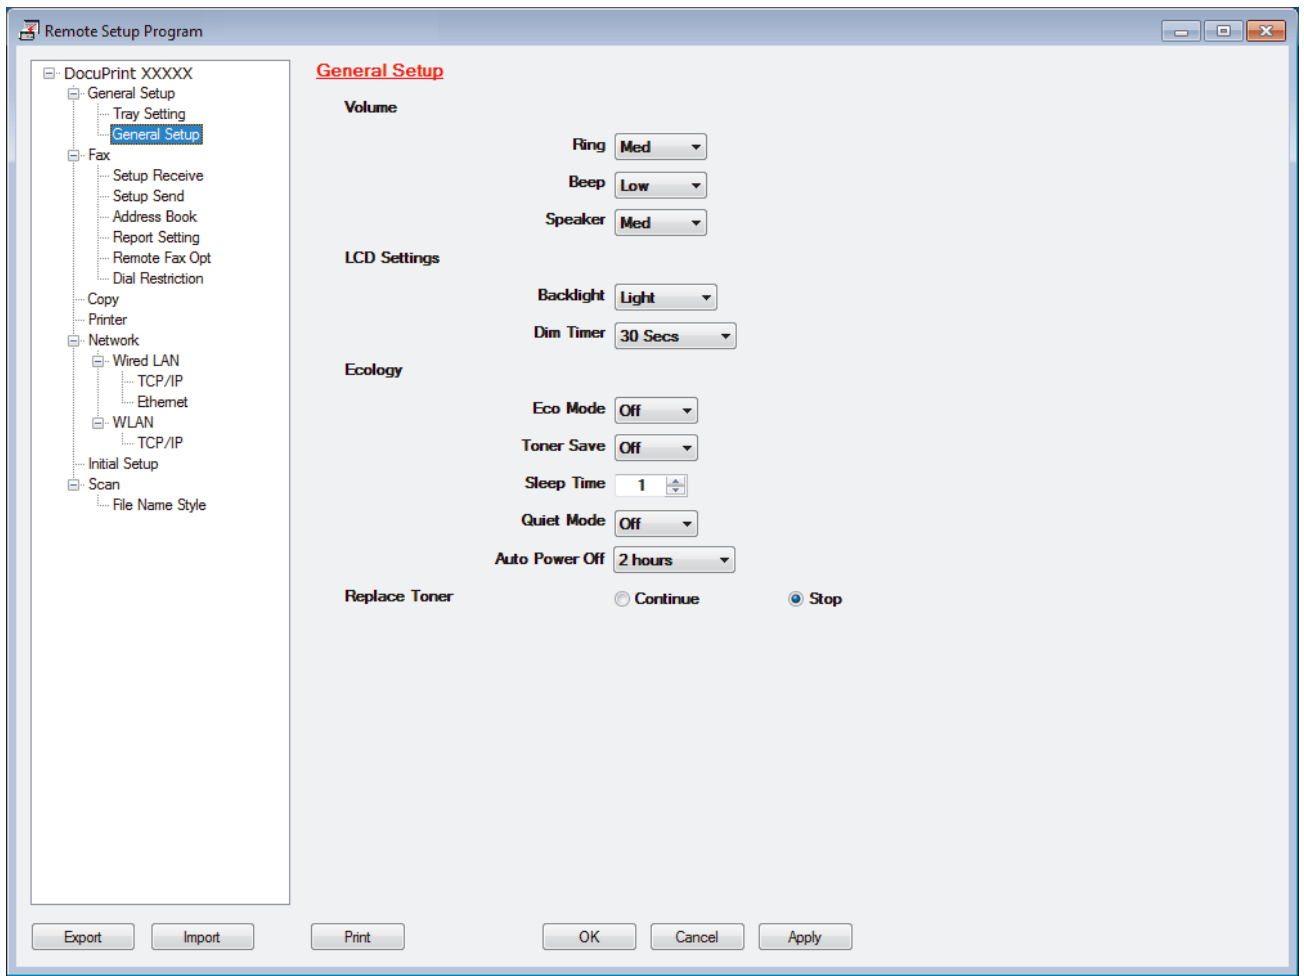 Remote Setup Program
DocuPrint XXXXX
General Setup
Tray Setting
General Setup
Fax
Setup Receive
Setup Send
Address Book
Report Setting
Remote Fax Opt
Dial Restriction
Copy
Printer
Network
Wired LAN
TCP/IP
Ethernet
WLAN
TCP/IP
Initial Setup
Scan
File Name Style
General Setup
Volume
Ring Med
Beep Low
Speaker Med
LCD Settings
Backlight Light
Dim Timer 30 Secs
Ecology
Eco Mode Off
Toner Save Off
Sleep Time 1
Quiet Mode Off
Auto Power Off 2 hours
Replace Toner Continue Stop
Export Import Print OK Cancel Apply